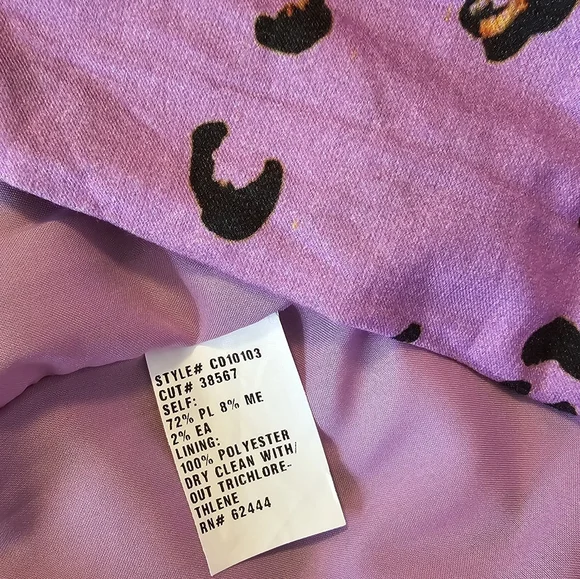 STYLE# CD10103
CUT# 38567
SELF:
72% PL 8% ME
2% EA
LINING:
100% POLYESTER
DRY CLEAN WITH/
OUT TRICHLORE-
THLENE
RN# 62444